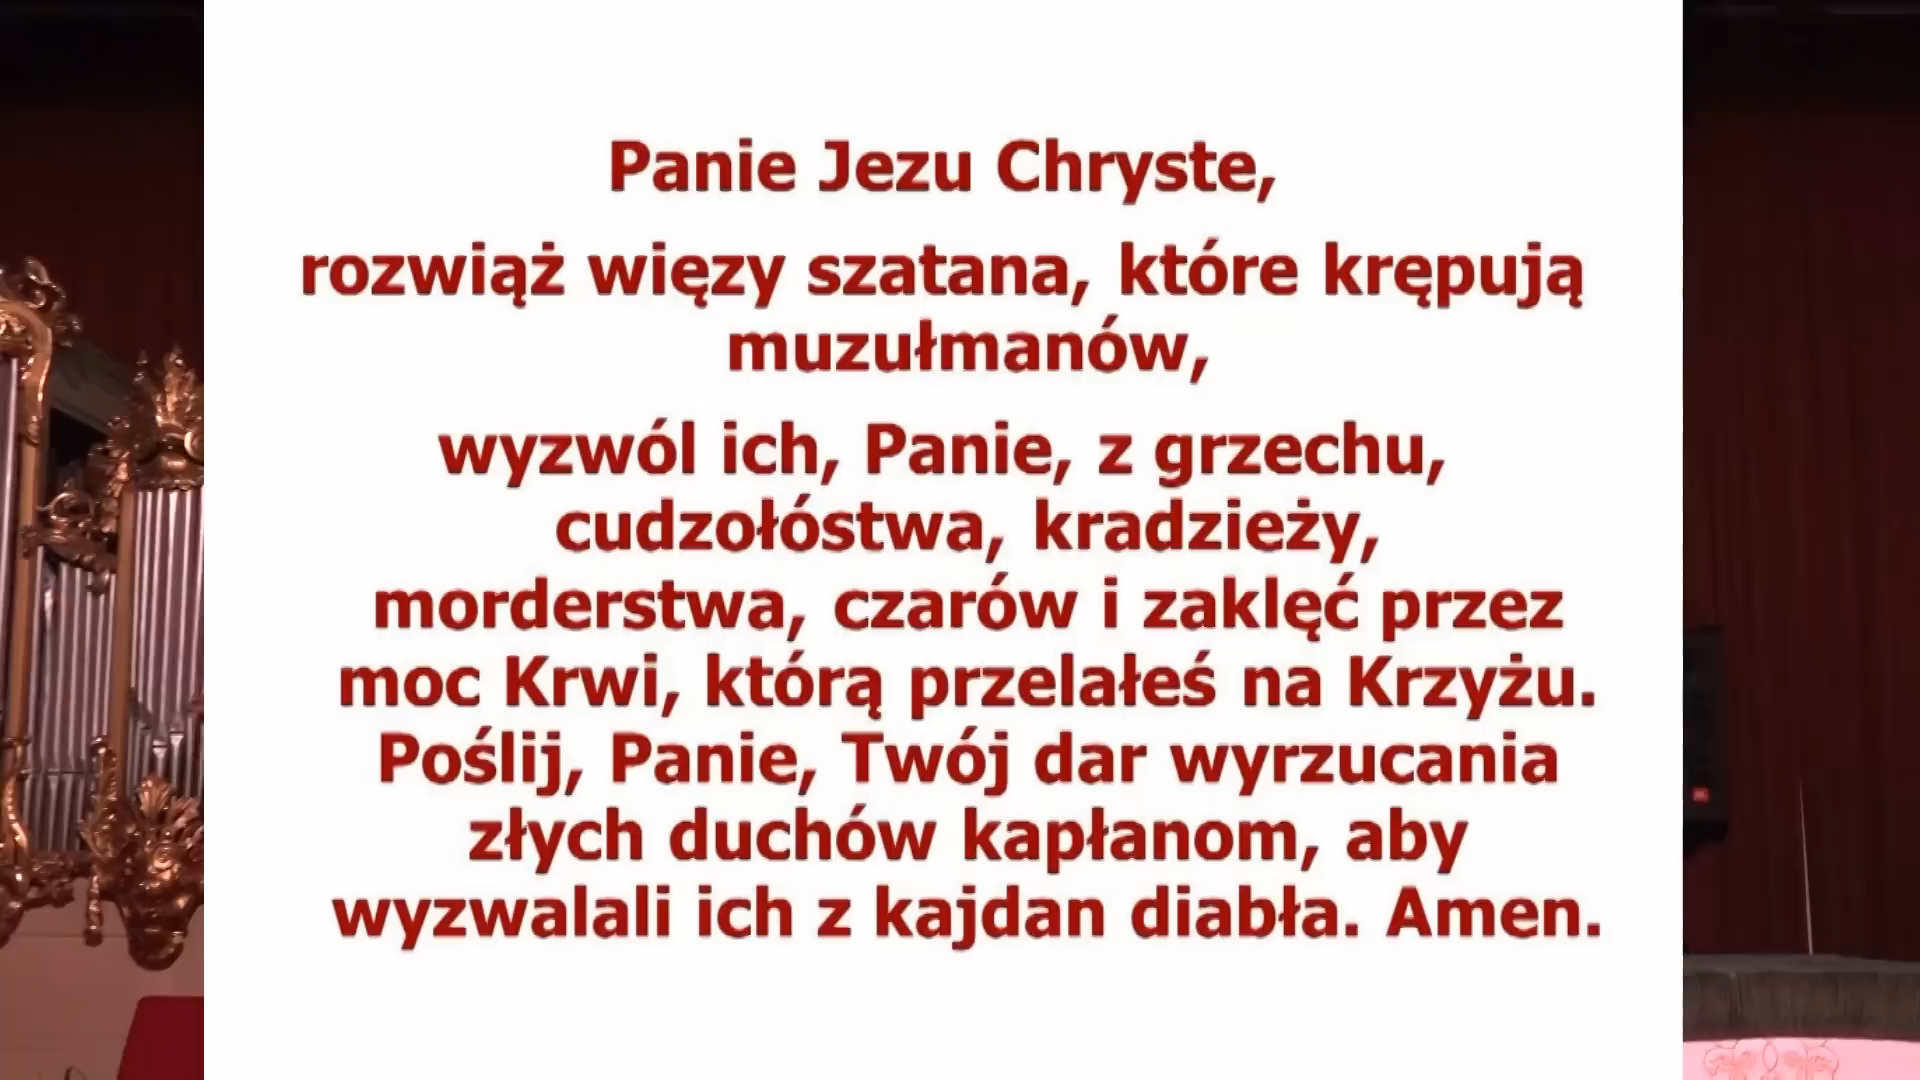 Panie Jezu Chryste,
rozwiąż więzy szatana, które krępują
muzułmanów,
wyzwól ich, Panie, z grzechu,
cudzołóstwa, kradzieży,
morderstwa, czarów i zaklęć przez
moc Krwi, którą przelałeś na Krzyżu.
Poślij, Panie, Twój dar wyrzucania
złych duchów kapłanom, aby
wyzwalali ich z kajdan diabła. Amen.